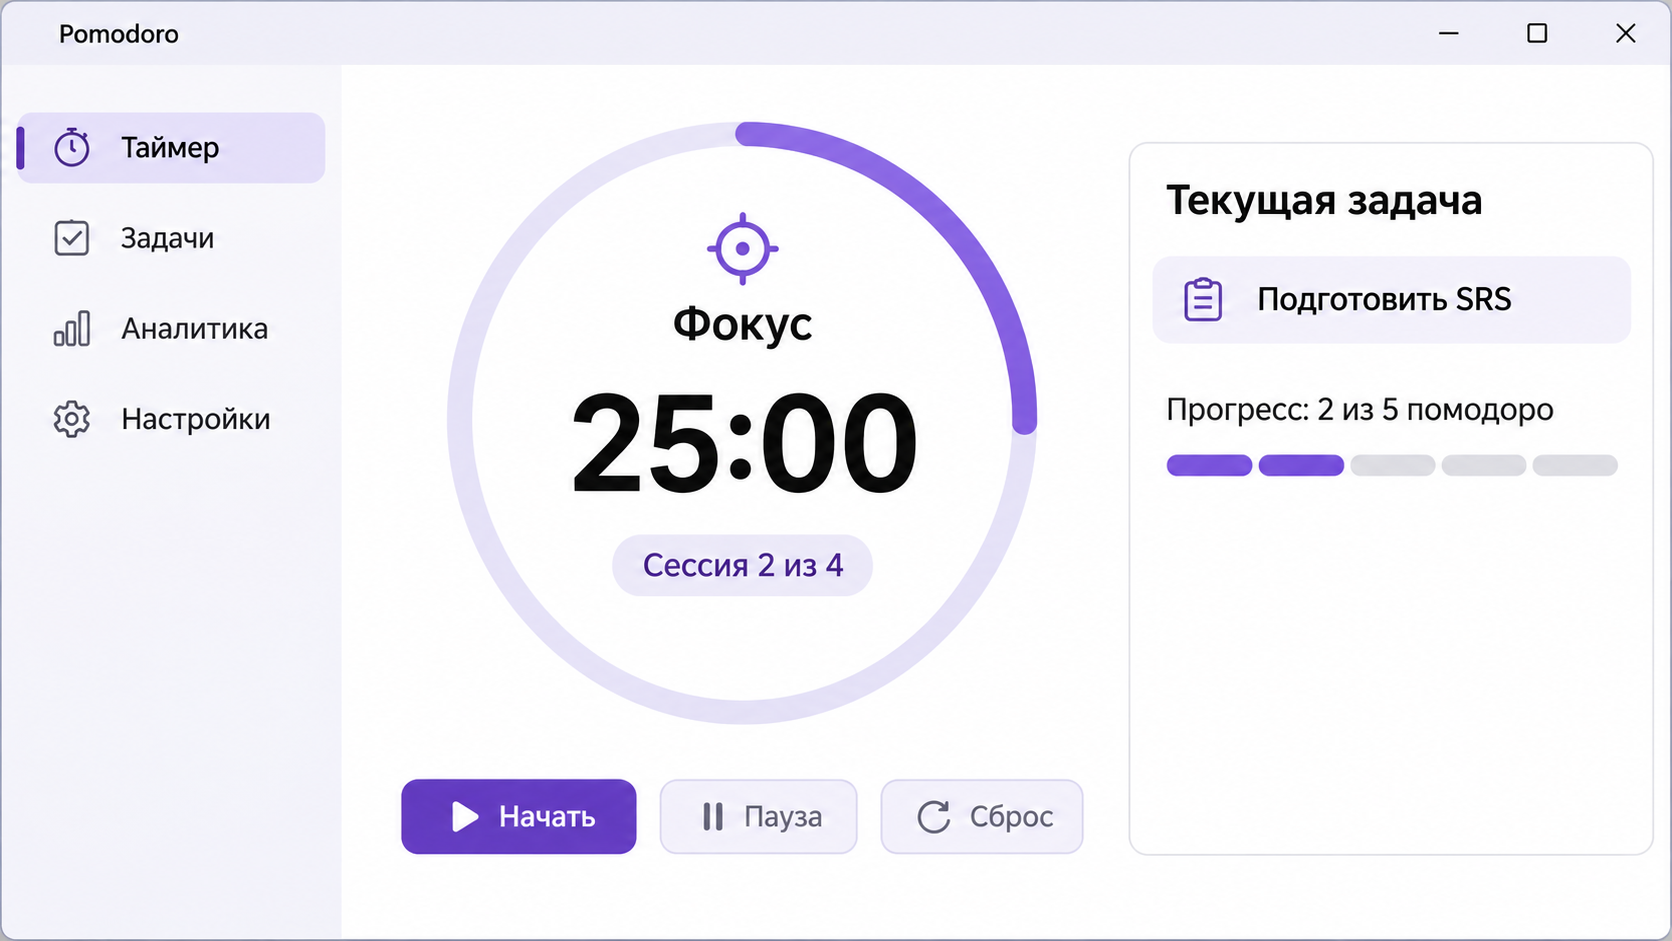 Pomodoro
Таймер
Задачи
Аналитика
Настройки
Фокус
25:00
Сессия 2 из 4
Начать
Пауза
Сброс
Текущая задача
Подготовить SRS
Прогресс: 2 из 5 помодоро